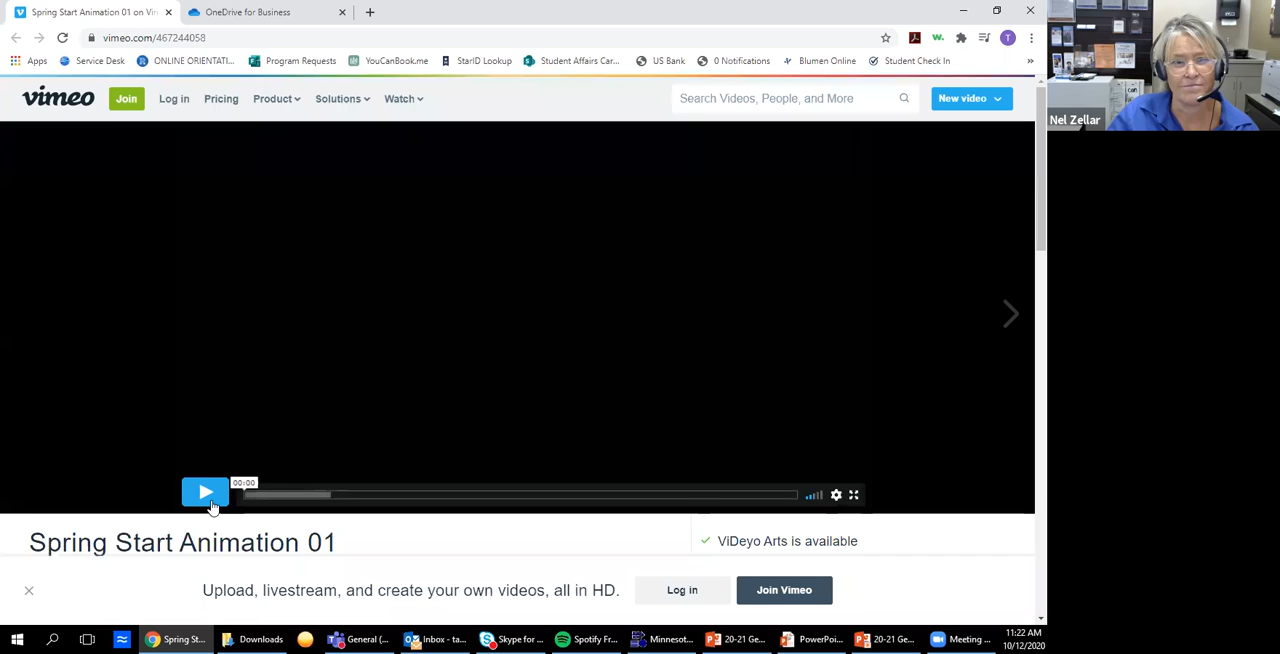 Spring Start Animation 01 on Vi
OneDrive for Business
vimeo.com/467244058
Apps
Service Desk
ONLINE ORIENTATI...
Program Requests
YouCanBook.me
StarID Lookup
Student Affairs Car...
US Bank
0 Notifications
Blumen Online
Student Check In
T
vimeo
Join
Log in
Pricing
Product
Solutions
Watch
Search Videos, People, and More
New video
Nel Zellar
00:00
Spring Start Animation 01
ViDeyo Arts is available
Upload, livestream, and create your own videos, all in HD.
Log in
Join Vimeo
Spring St...
Downloads
General (...
Inbox - ta...
Skype for ...
Spotify Fr...
Minnesot...
20-21 Ge...
PowerPoi...
20-21 Ge...
Meeting ...
11:22 AM
10/12/2020